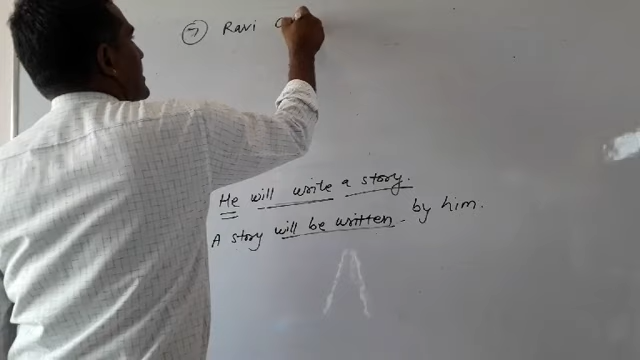 ⑦ Ravi
He will write a story.
A story will be written by him.